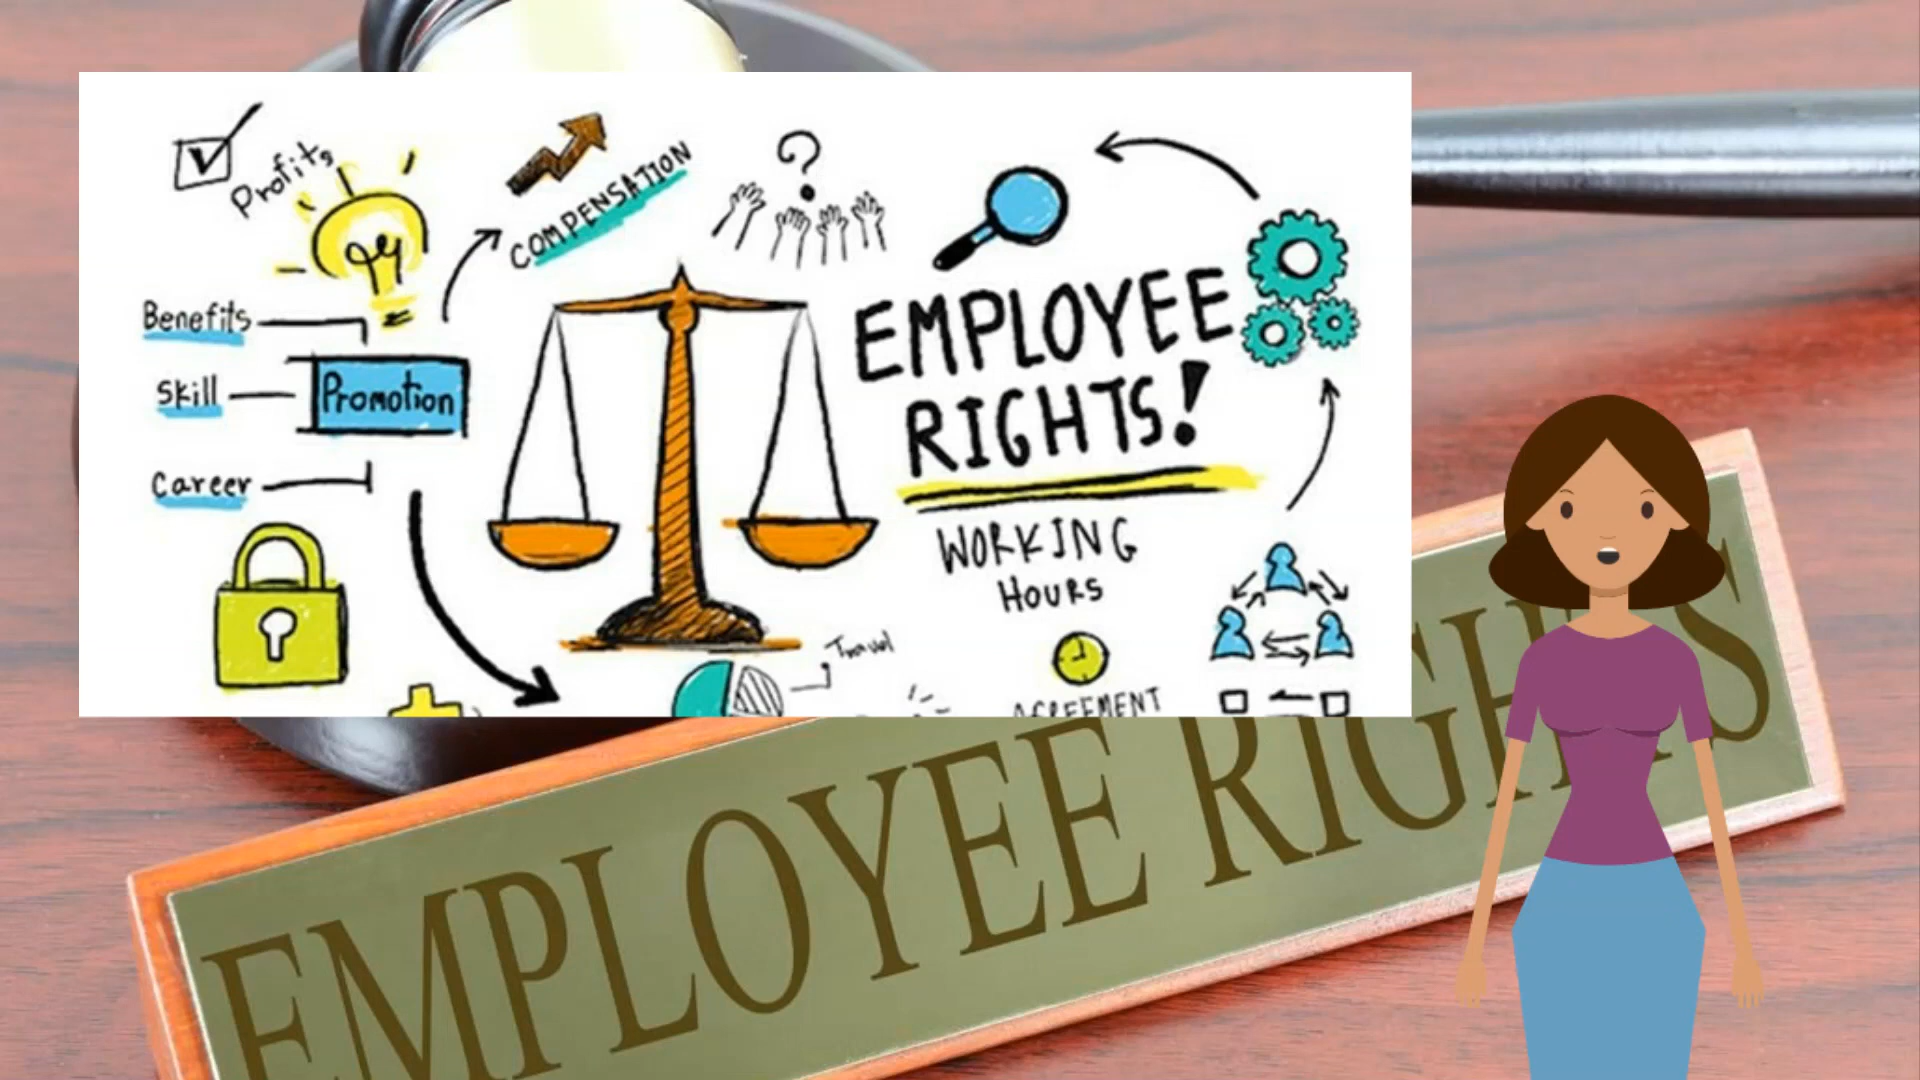 Profits
COMPENSATION
Benefits
Skill
Promotion
Career
EMPLOYEE
RIGHTS!
WORKING
HOURS
Travel
AGREEMENT
EMPLOYEE RIGHTS